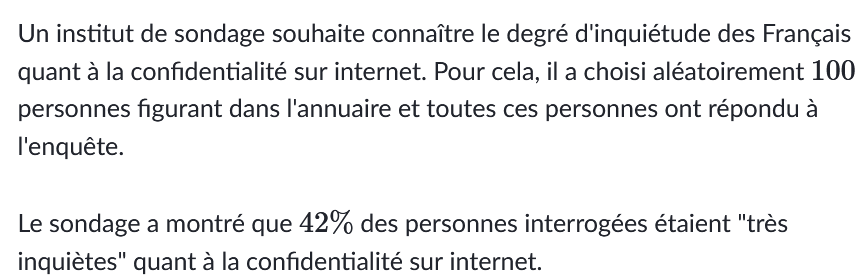 Un institut de sondage souhaite connaître le degré d'inquiétude des Français
quant à la confidentialité sur internet. Pour cela, il a choisi aléatoirement 100
personnes figurant dans l'annuaire et toutes ces personnes ont répondu à
l'enquête.
Le sondage a montré que 42% des personnes interrogées étaient "très
inquiètes" quant à la confidentialité sur internet.